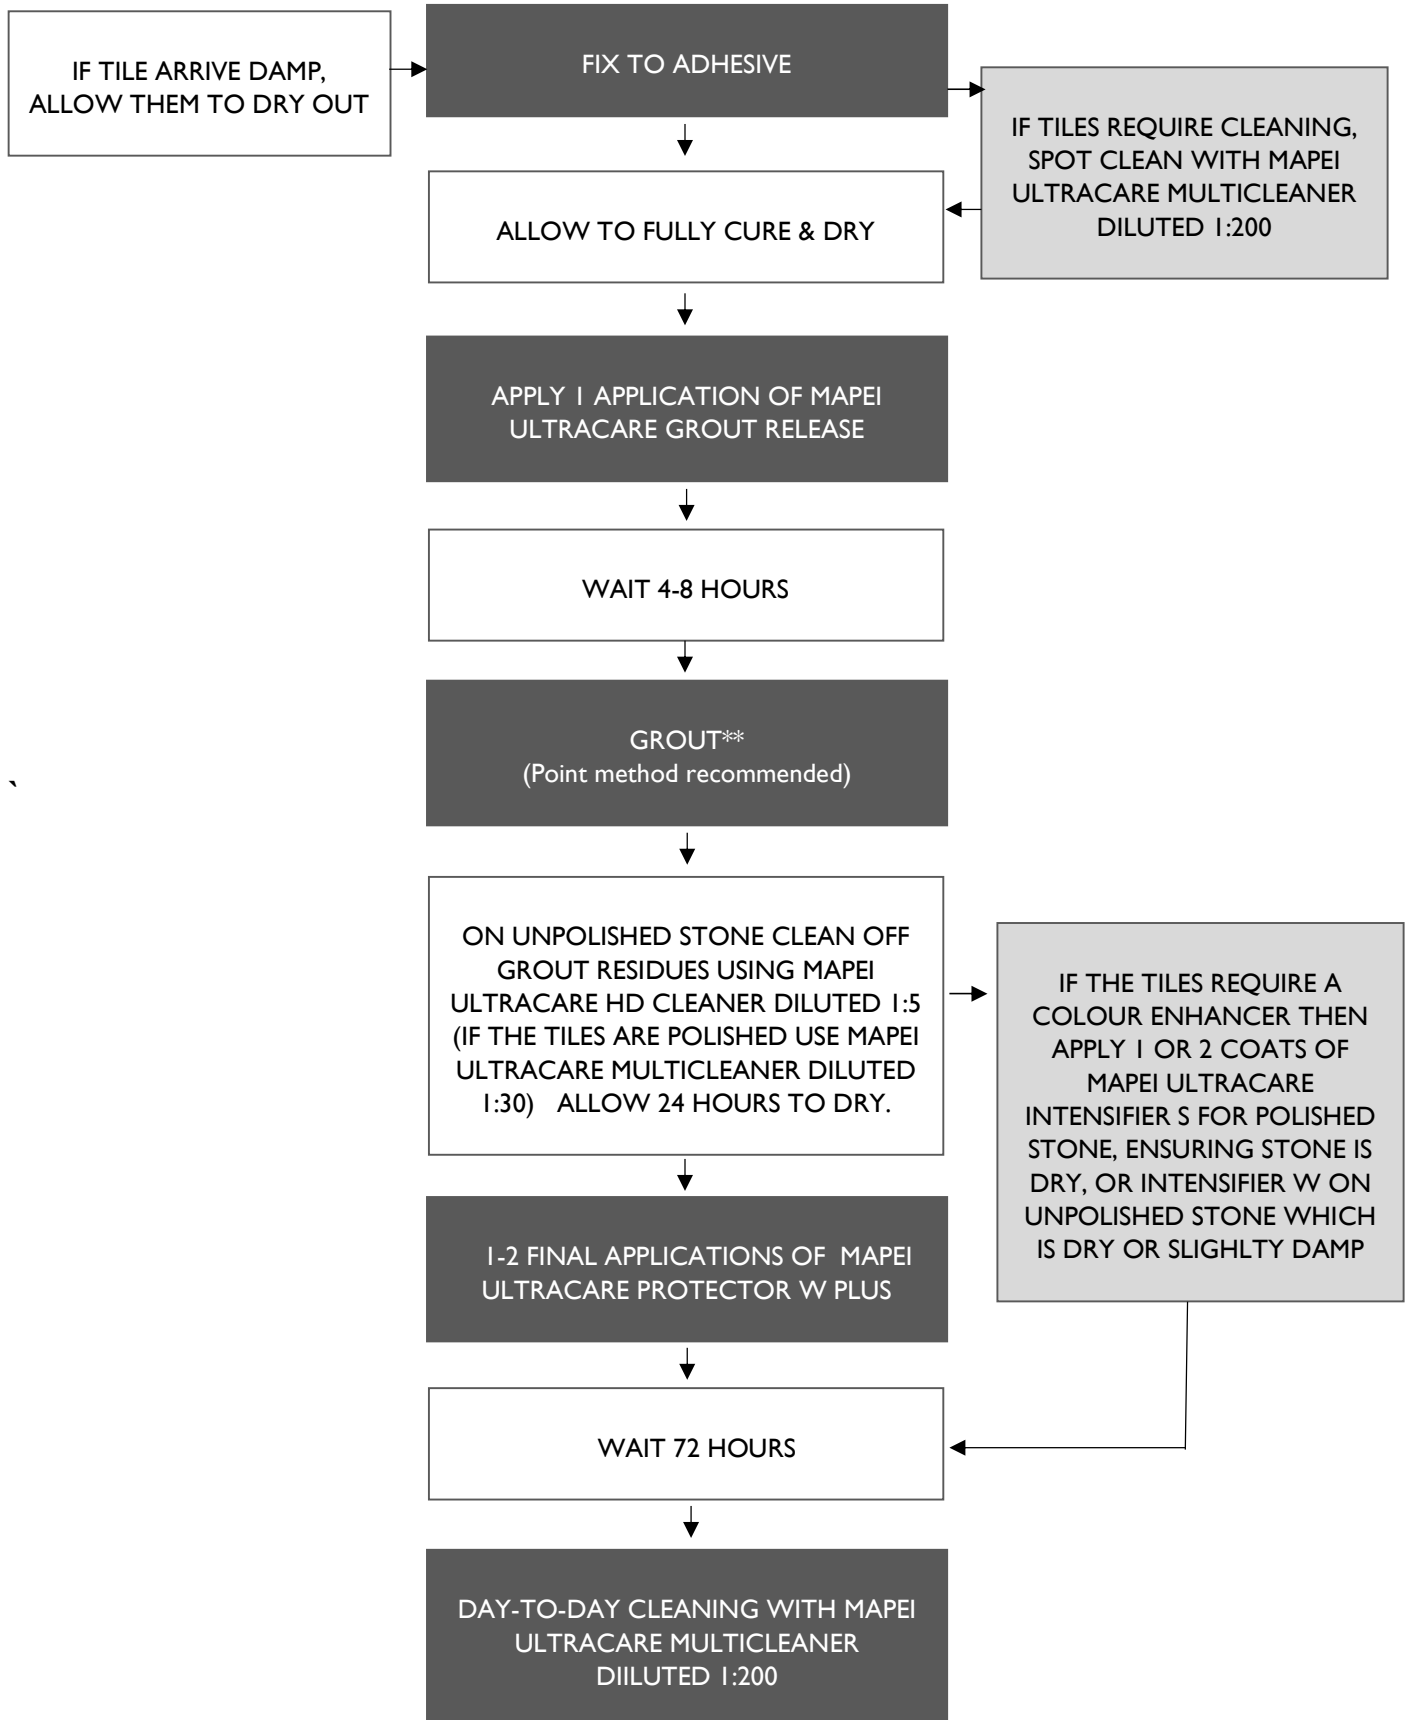 IF TILE ARRIVE DAMP,
ALLOW THEM TO DRY OUT
FIX TO ADHESIVE
IF TILES REQUIRE CLEANING,
SPOT CLEAN WITH MAPEI
ULTRACARE MULTICLEANER
DILUTED 1:200
ALLOW TO FULLY CURE & DRY
APPLY 1 APPLICATION OF MAPEI
ULTRACARE GROUT RELEASE
WAIT 4-8 HOURS
GROUT**
(Point method recommended)
`
ON UNPOLISHED STONE CLEAN OFF
GROUT RESIDUES USING MAPEI
ULTRACARE HD CLEANER DILUTED 1:5
(IF THE TILES ARE POLISHED USE MAPEI
ULTRACARE MULTICLEANER DILUTED
1:30) ALLOW 24 HOURS TO DRY.
IF THE TILES REQUIRE A
COLOUR ENHANCER THEN
APPLY 1 OR 2 COATS OF
MAPEI ULTRACARE
INTENSIFIER S FOR POLISHED
STONE, ENSURING STONE IS
DRY, OR INTENSIFIER W ON
UNPOLISHED STONE WHICH
IS DRY OR SLIGHLTY DAMP
1-2 FINAL APPLICATIONS OF MAPEI
ULTRACARE PROTECTOR W PLUS
WAIT 72 HOURS
DAY-TO-DAY CLEANING WITH MAPEI
ULTRACARE MULTICLEANER
DIILUTED 1:200